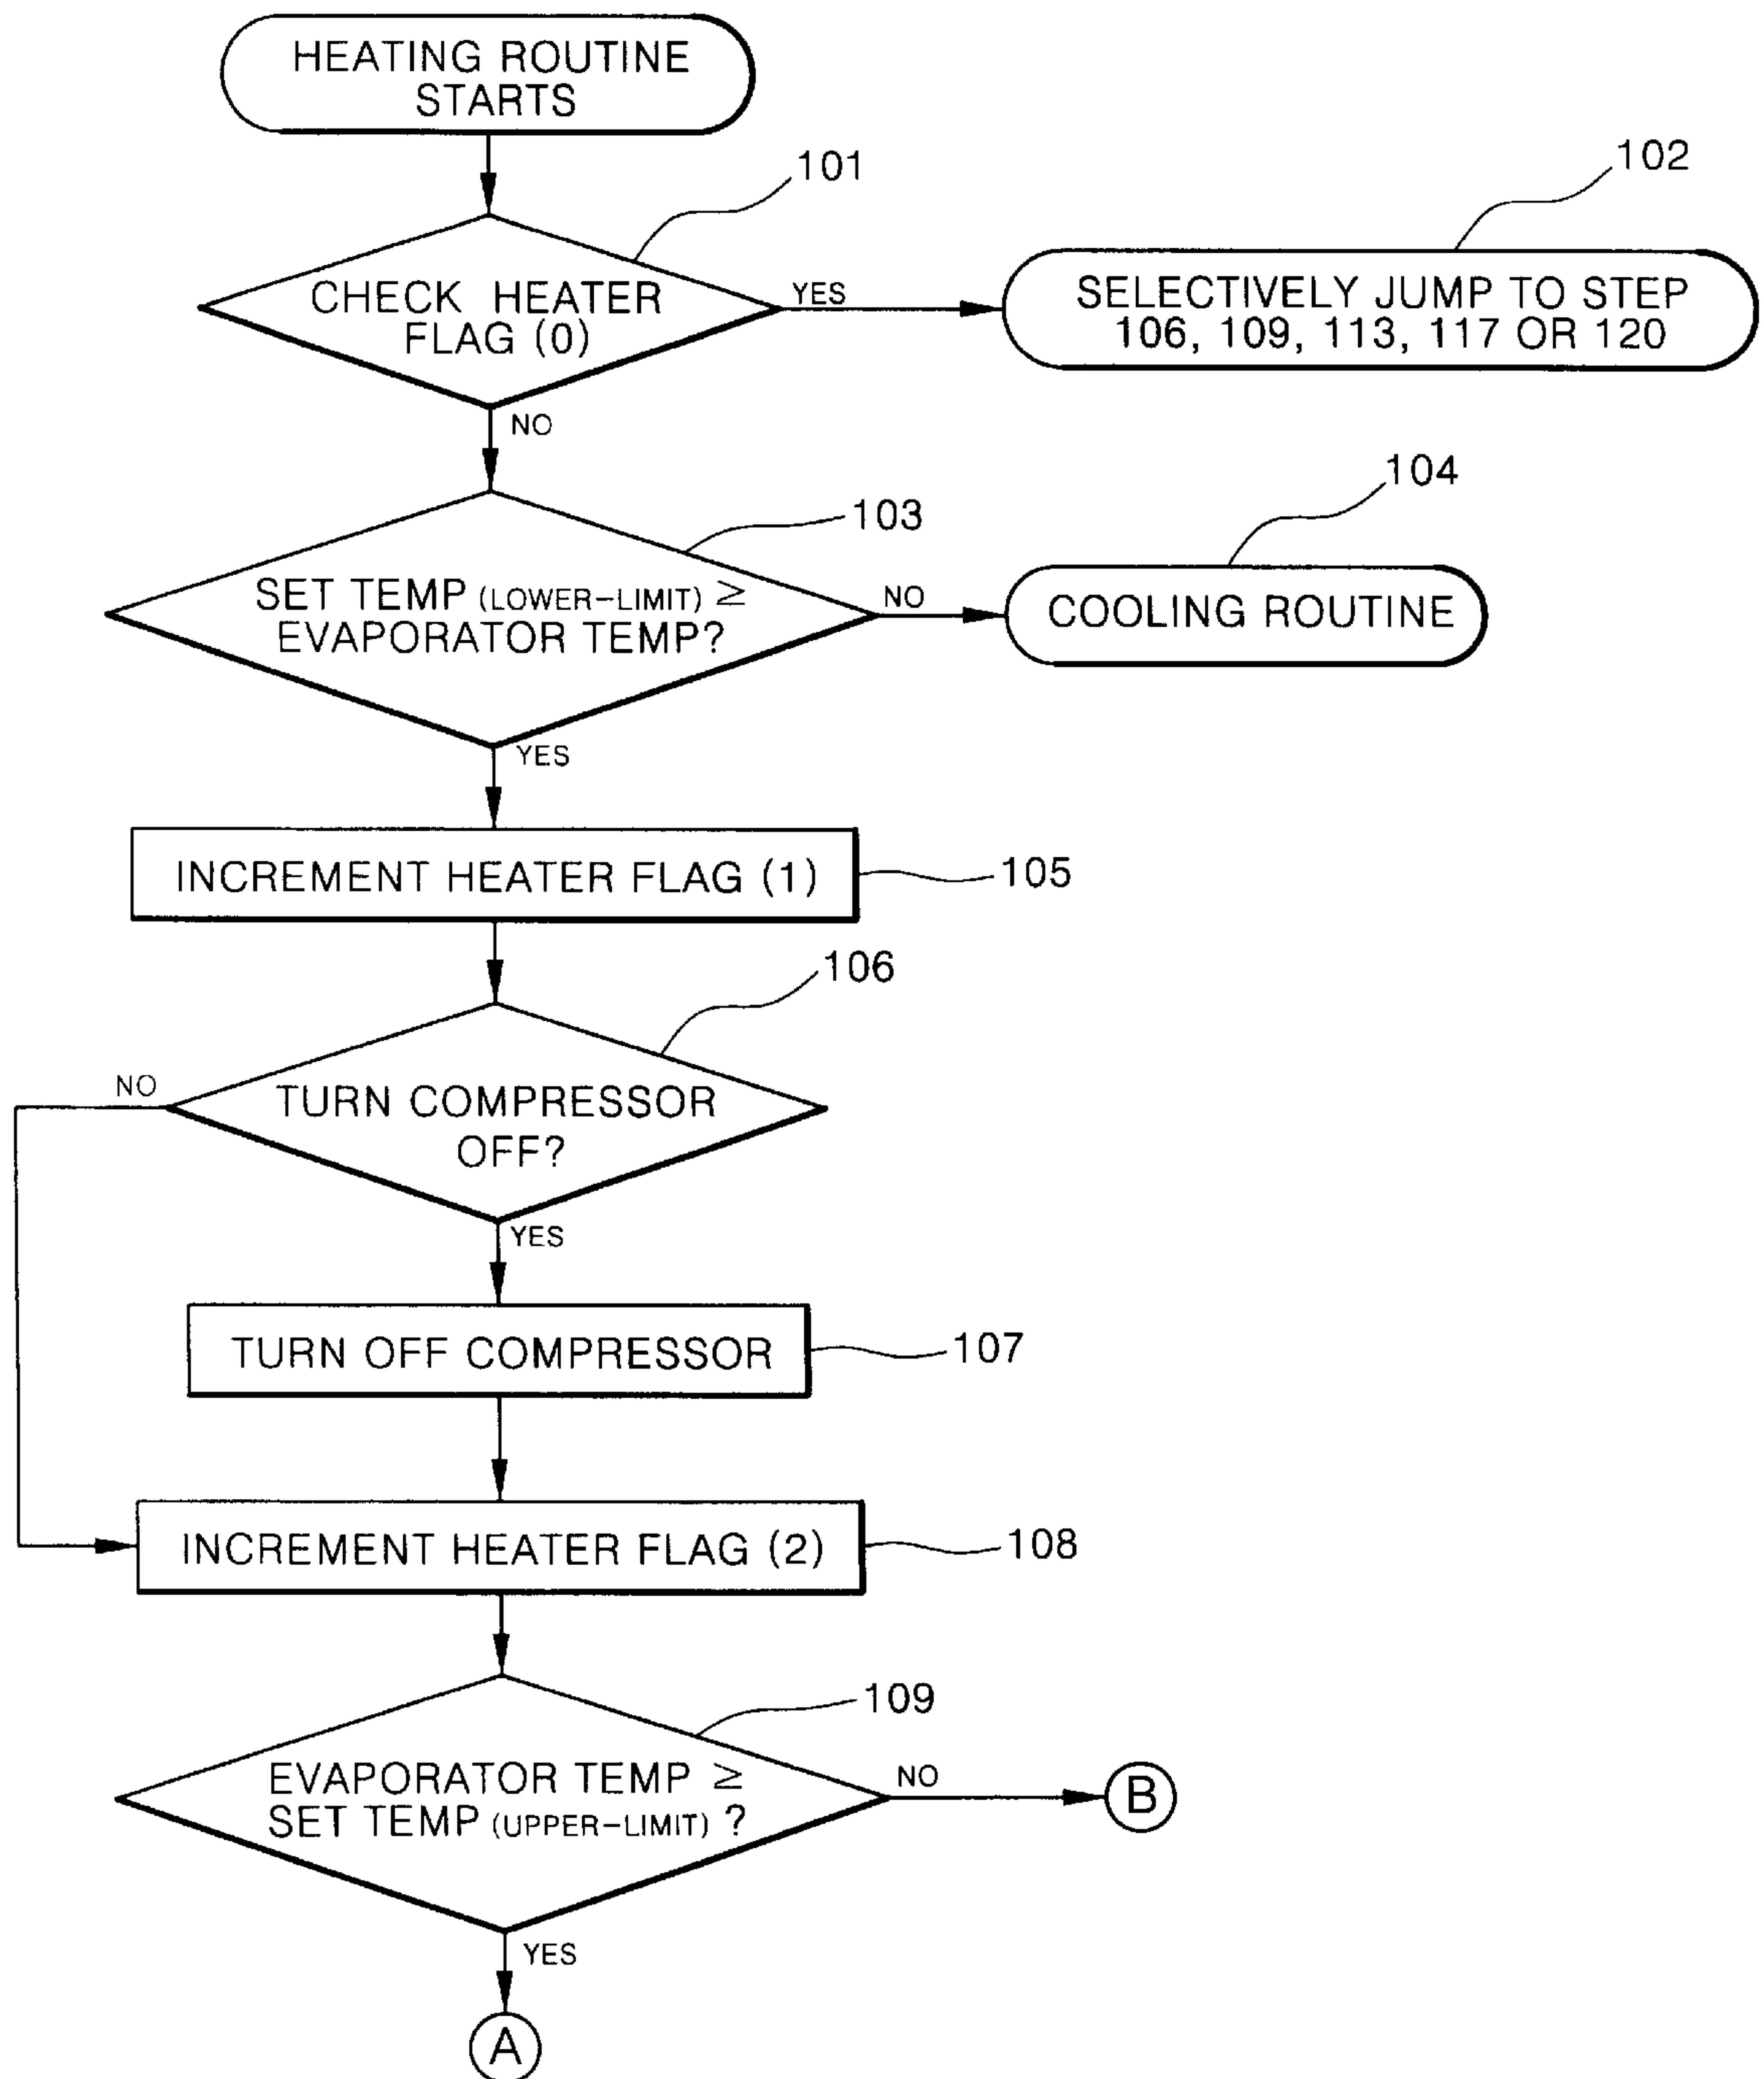 HEATING ROUTINE
STARTS
101
102
CHECK HEATER
FLAG (0)
YES
SELECTIVELY JUMP TO STEP
106, 109, 113, 117 OR 120
NO
103
104
SET TEMP (LOWER-LIMIT) ≥
EVAPORATOR TEMP?
NO
COOLING ROUTINE
YES
INCREMENT HEATER FLAG (1)
105
106
NO
TURN COMPRESSOR
OFF?
YES
TURN OFF COMPRESSOR
107
INCREMENT HEATER FLAG (2)
108
109
EVAPORATOR TEMP ≥
SET TEMP (UPPER-LIMIT) ?
NO
B
YES
A